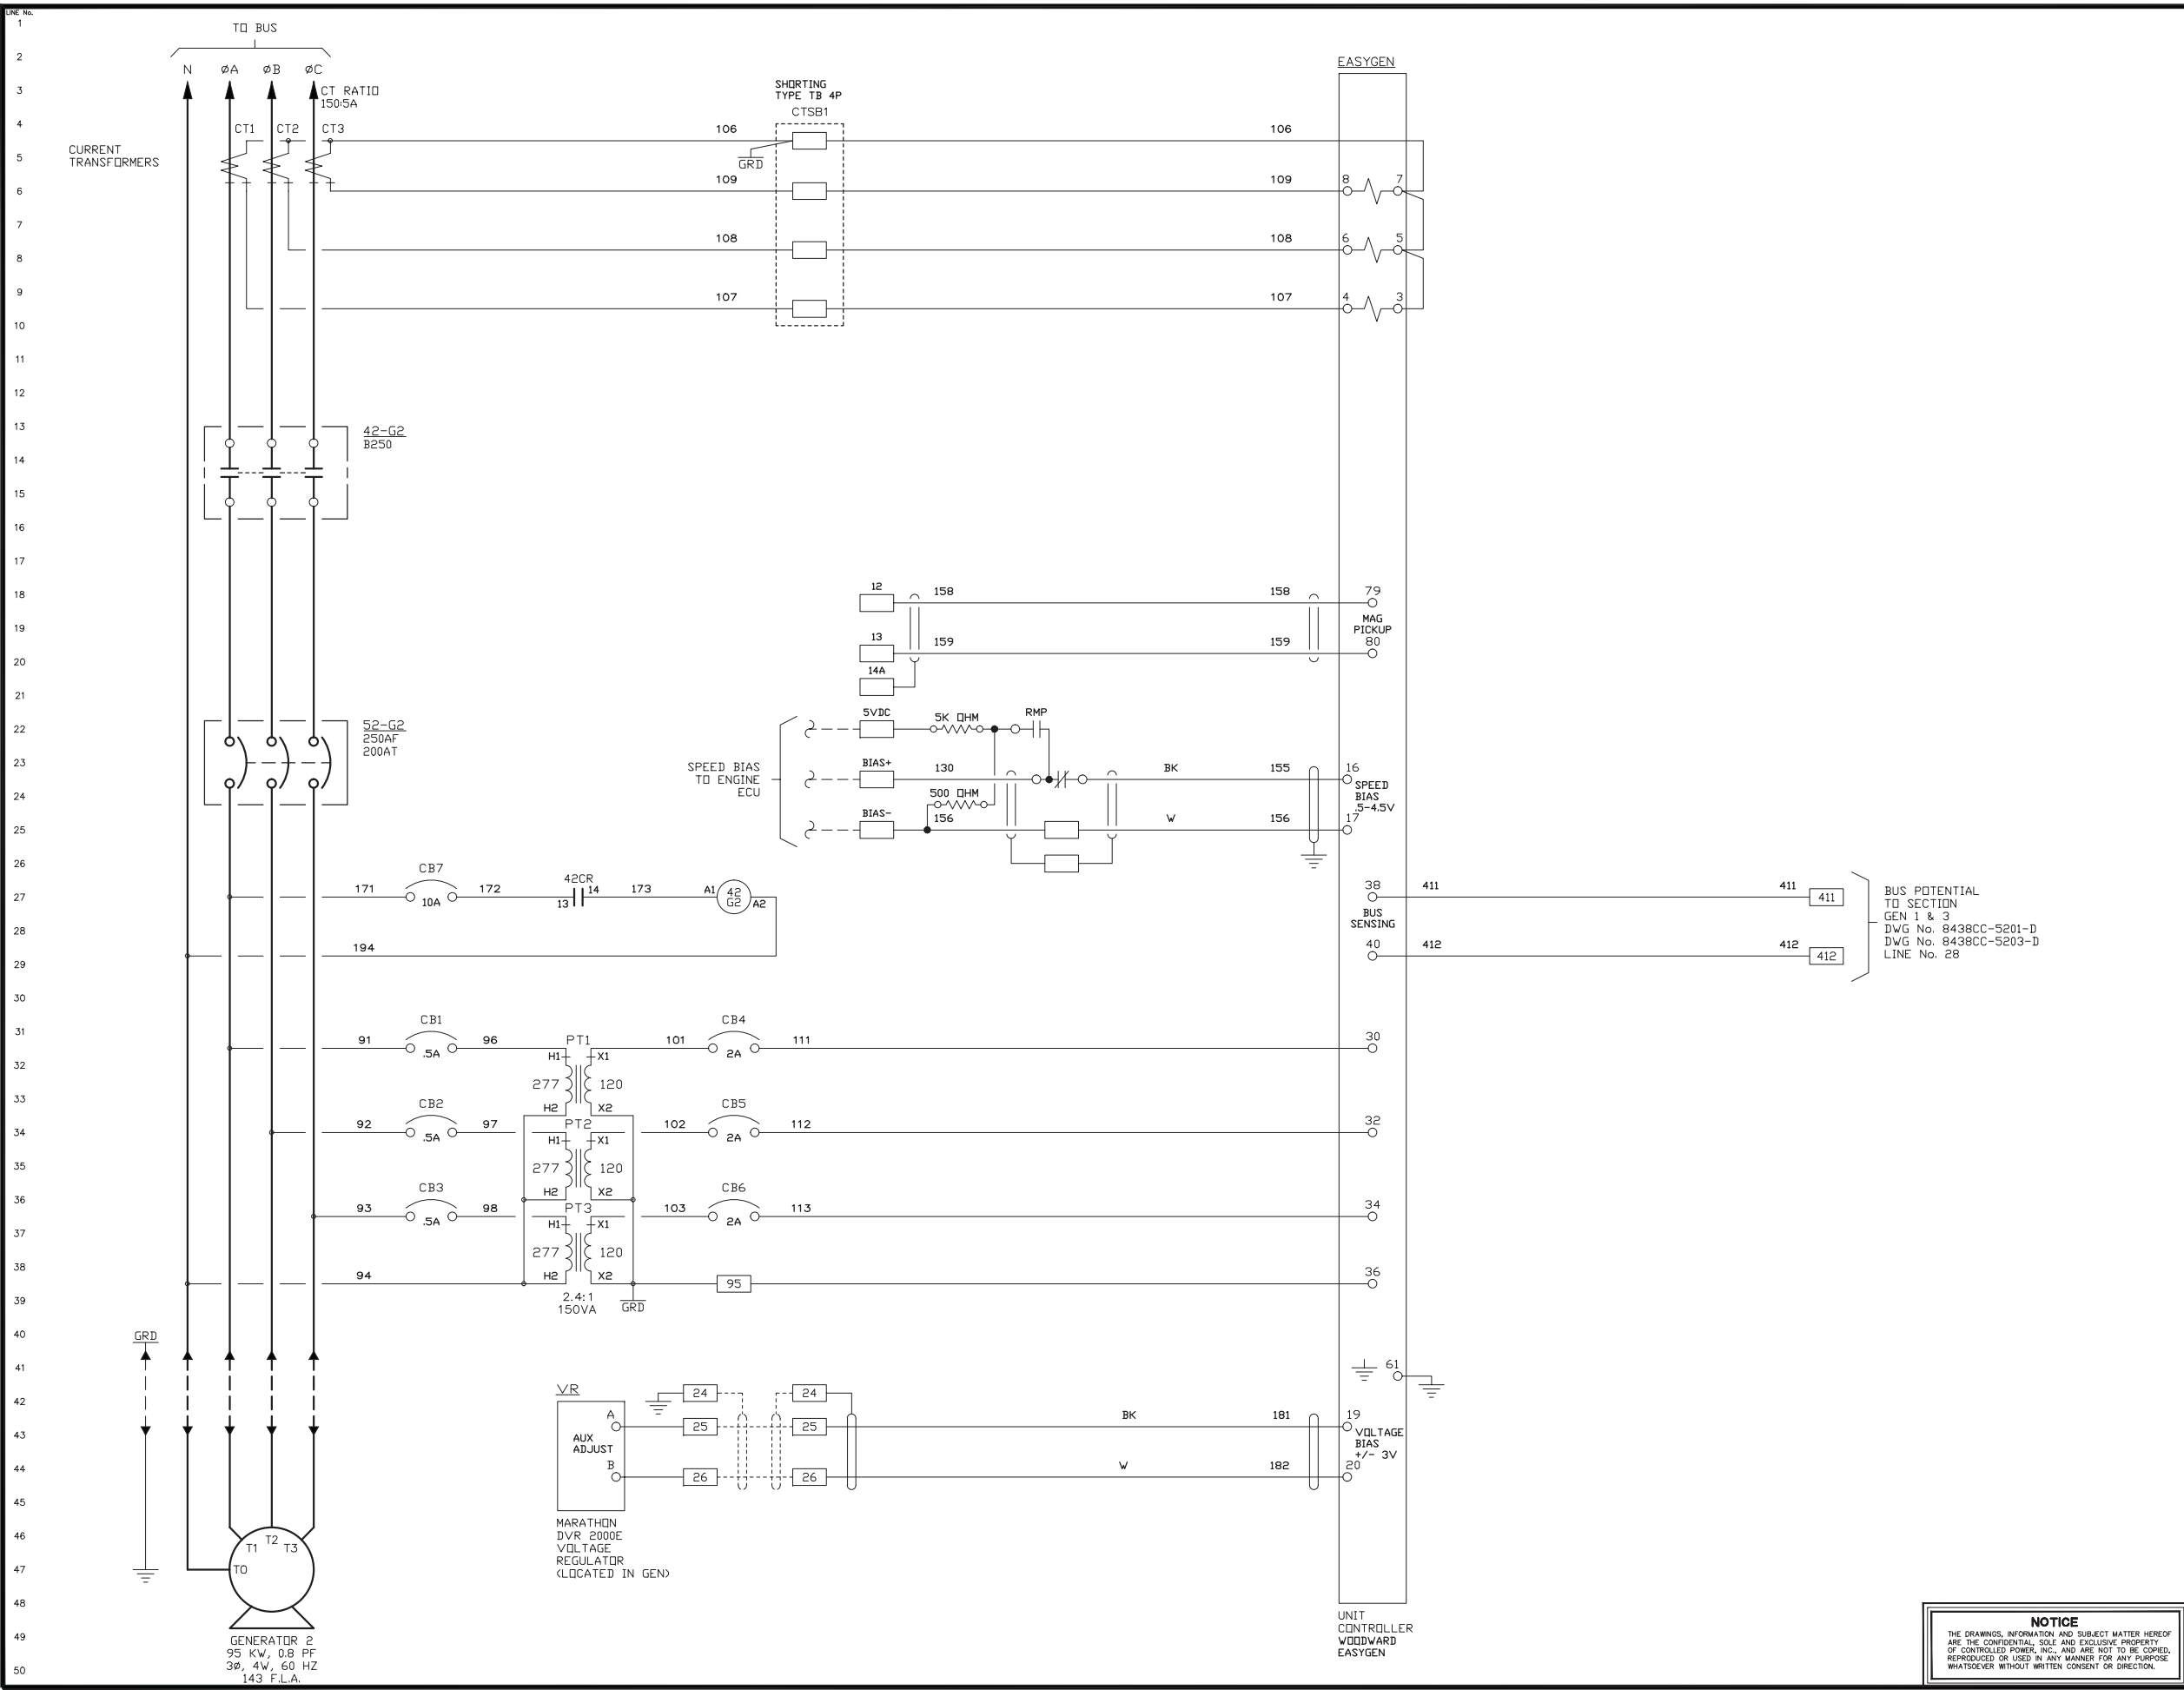 LINE No.
1
2
3
4
5
6
7
8
9
10
11
12
13
14
15
16
17
18
19
20
21
22
23
24
25
26
27
28
29
30
31
32
33
34
35
36
37
38
39
40
41
42
43
44
45
46
47
48
49
50
TO BUS
N ØA ØB ØC
CT RATIO
150:5A
CT1 CT2 CT3
CURRENT
TRANSFORMERS
SHORTING
TYPE TB 4P
CTSB1
GRD
106 106
109 109
108 108
107 107
EASYGEN
8 7
6 5
4 3
42-G2
B250
12 158 158 79
MAG
PICKUP
13 159 159 80
14A
52-G2
250AF
200AT
SPEED BIAS
TO ENGINE
ECU
5VDC 5K OHM RMP
BIAS+ 130 BK 155 16
SPEED
BIAS
.5-4.5V
500 OHM
BIAS- 156 W 156 17
CB7
171 10A 172
42CR
13 14
173 A1 42
G2 A2
194
38 411 411 411
BUS
SENSING
40 412 412 412
BUS POTENTIAL
TO SECTION
GEN 1 & 3
DWG No. 8438CC-5201-D
DWG No. 8438CC-5203-D
LINE No. 28
CB1 PT1 CB4
91 .5A 96 H1 X1 101 2A 111 30
277 120
H2 X2
CB2 PT2 CB5
92 .5A 97 H1 X1 102 2A 112 32
277 120
H2 X2
CB3 PT3 CB6
93 .5A 98 H1 X1 103 2A 113 34
277 120
94 H2 X2 95 36
2.4:1
150VA
GRD
GRD
61
VR
A
AUX
ADJUST
B
24 24
25 25 BK 181 19
VOLTAGE
BIAS
+/- 3V
26 26 W 182 20
MARATHON
DVR 2000E
VOLTAGE
REGULATOR
(LOCATED IN GEN)
T1 T2 T3
T0
GENERATOR 2
95 KW, 0.8 PF
3Ø, 4W, 60 HZ
143 F.L.A.
UNIT
CONTROLLER
WOODWARD
EASYGEN
NOTICE
THE DRAWINGS, INFORMATION AND SUBJECT MATTER HEREOF
ARE THE CONFIDENTIAL, SOLE AND EXCLUSIVE PROPERTY
OF CONTROLLED POWER, INC., AND ARE NOT TO BE COPIED,
REPRODUCED OR USED IN ANY MANNER FOR ANY PURPOSE
WHATSOEVER WITHOUT WRITTEN CONSENT OR DIRECTION.